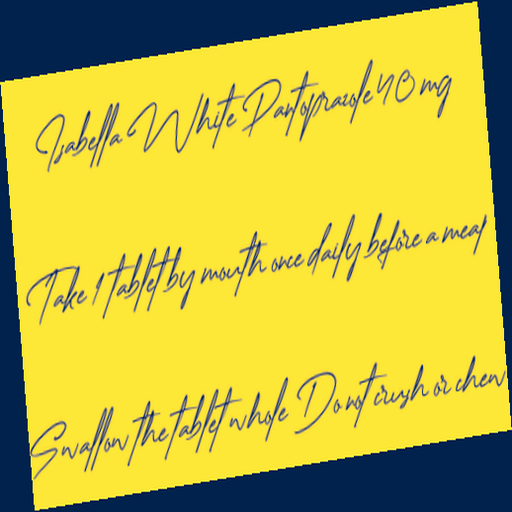 Isabella White Pantoprazole 40 mg
Take 1 tablet by mouth once daily before a meal
Swallow the tablet whole Do not crush or chew